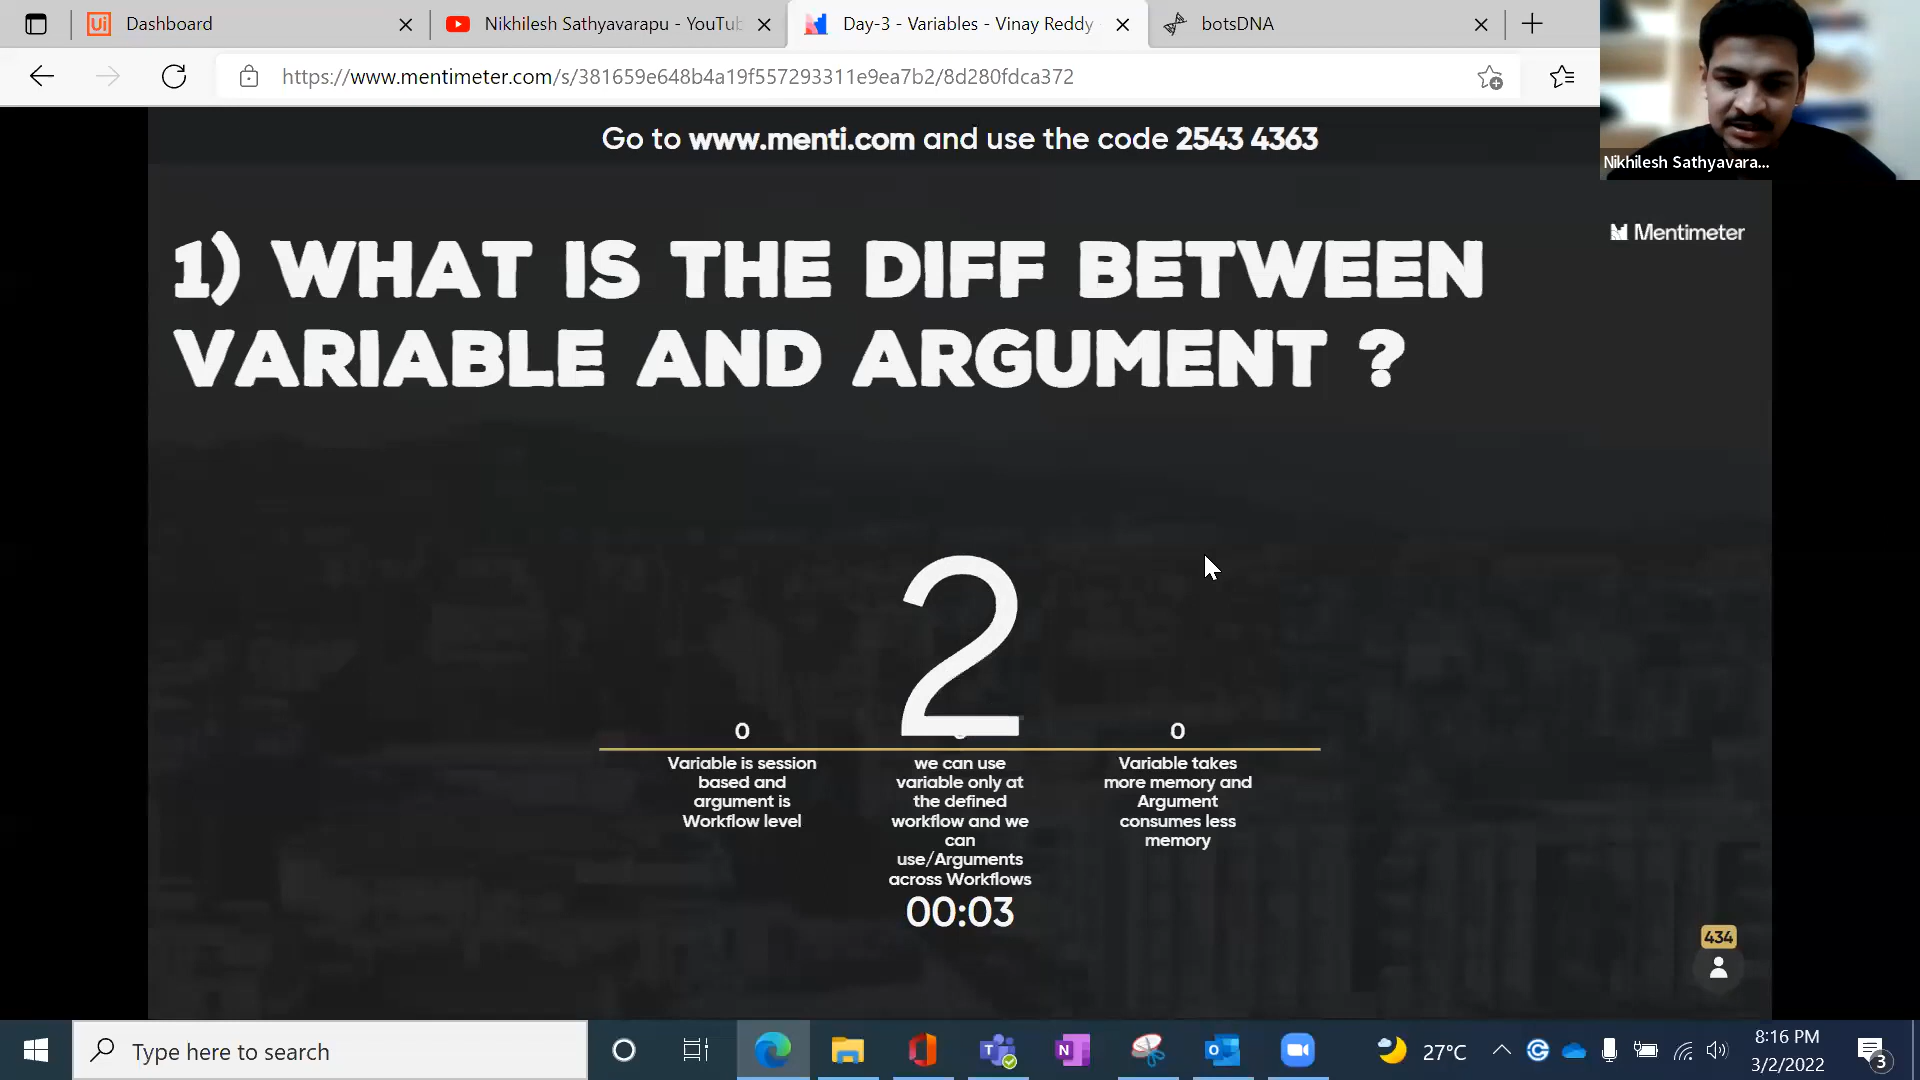 Dashboard
Nikhilesh Sathyavarapu - YouTub
Day-3 - Variables - Vinay Reddy
botsDNA
https://www.mentimeter.com/s/381659e648b4a19f557293311e9ea7b2/8d280fdca372
Nikhilesh Sathyavara...
Go to www.menti.com and use the code 2543 4363
Mentimeter
1) WHAT IS THE DIFF BETWEEN
VARIABLE AND ARGUMENT ?
2
0
0
Variable is session
based and
argument is
Workflow level
we can use
variable only at
the defined
workflow and we
can
use/Arguments
across Workflows
Variable takes
more memory and
Argument
consumes less
memory
00:03
434
Type here to search
27°C
8:16 PM
3/2/2022
3